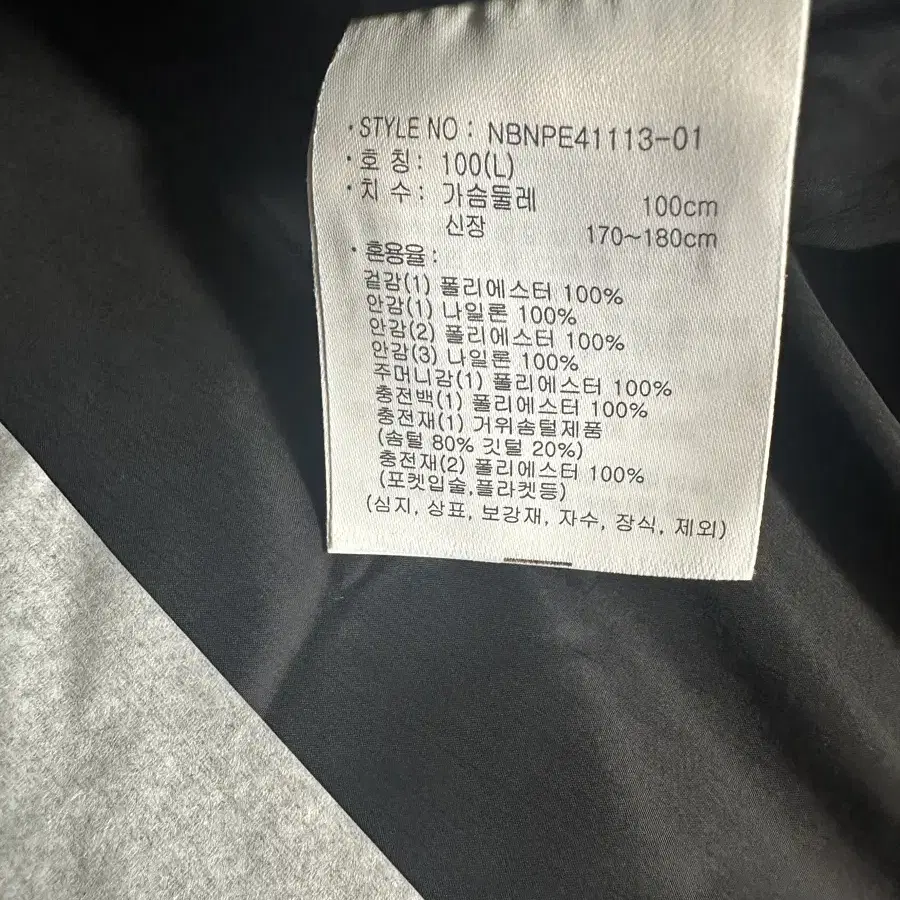 · STYLE NO : NBNPE41113-01
· 호 칭 : 100(L)
· 치 수 : 가슴둘레 100cm
신장 170~180cm
· 혼용율 :
겉감(1) 폴리에스터 100%
안감(1) 나일론 100%
안감(2) 폴리에스터 100%
안감(3) 나일론 100%
주머니감(1) 폴리에스터 100%
충전백(1) 폴리에스터 100%
충전재(1) 거위솜털제품
(솜털 80% 깃털 20%)
충전재(2) 폴리에스터 100%
(포켓입술,플라켓등)
(심지, 상표, 보강재, 자수, 장식, 제외)